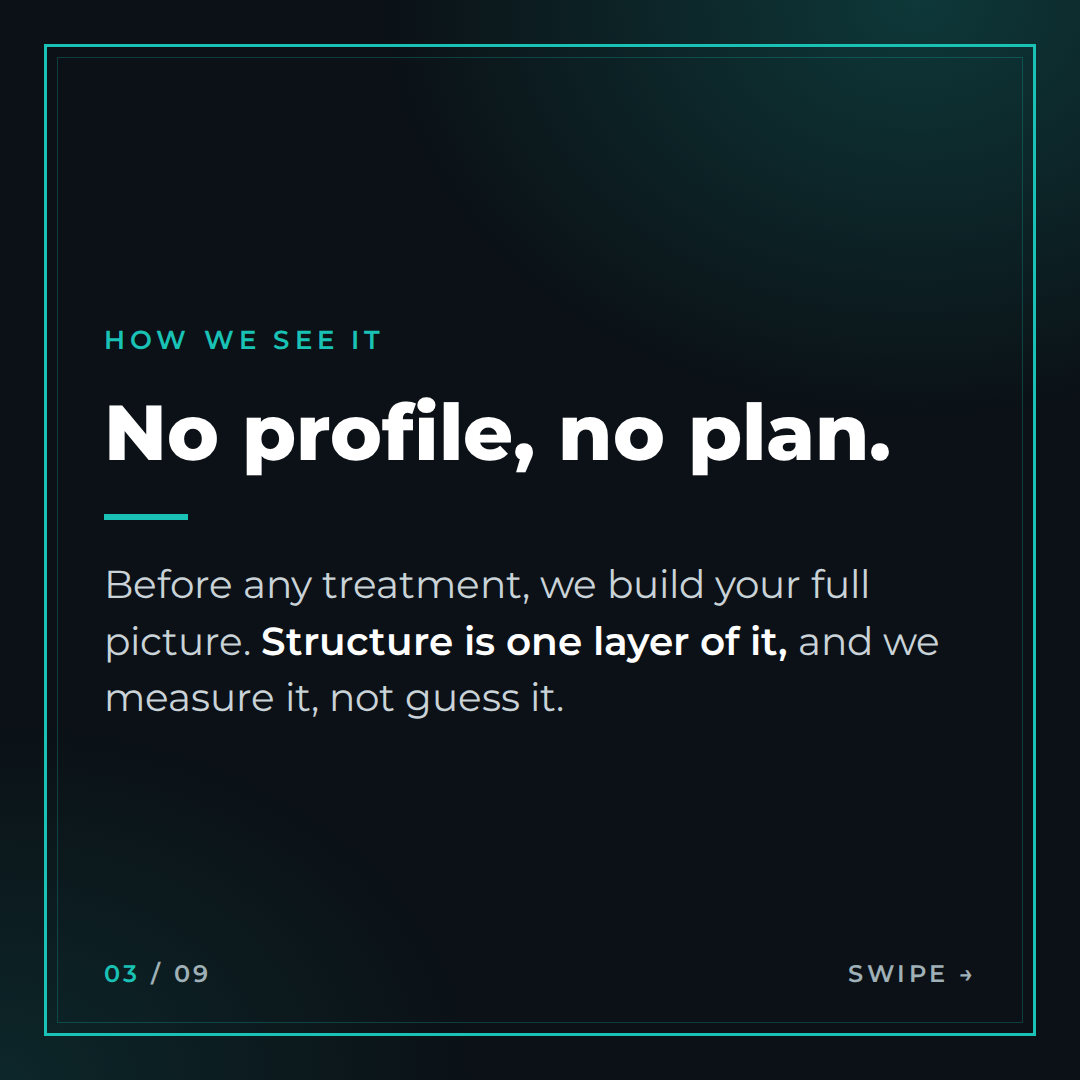 HOW WE SEE IT
No profile, no plan.
Before any treatment, we build your full
picture. Structure is one layer of it, and we
measure it, not guess it.
03 / 09
SWIPE →